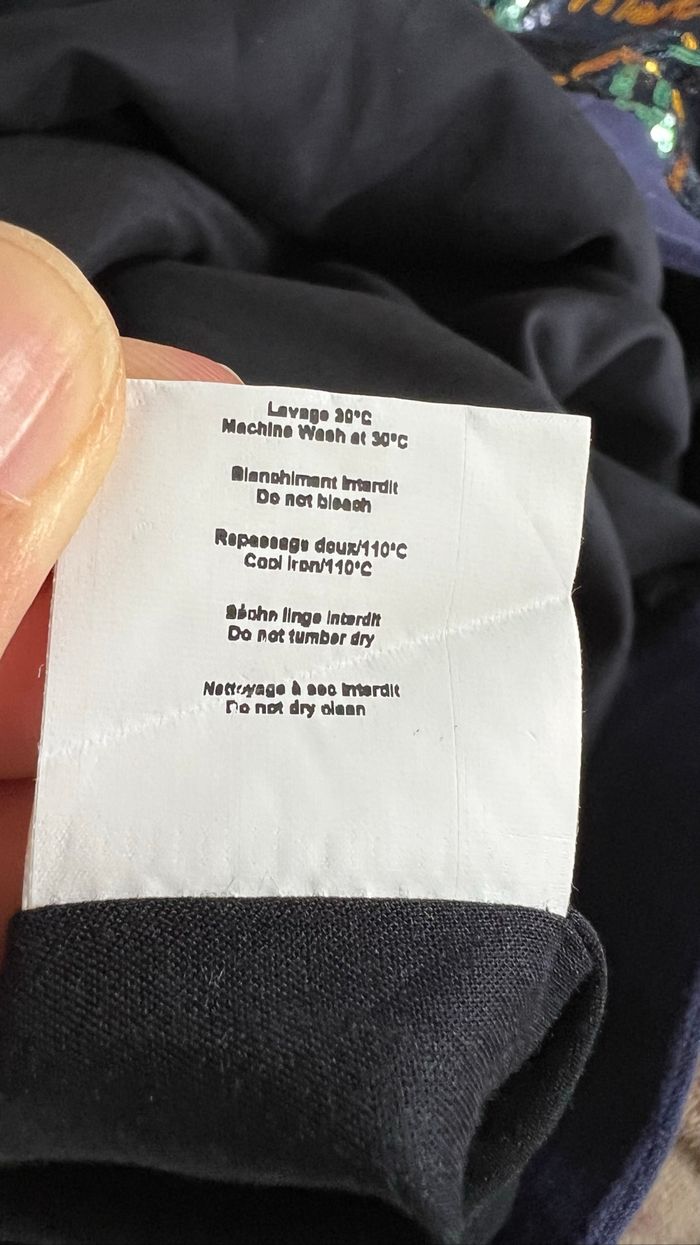 Lavage 30°C
Machine Wash at 30°C
Blanchiment Interdit
Do not bleach
Repassage doux/110°C
Cool Iron/110°C
Séche linge interdit
Do not tumber dry
Nettoyage à sec Interdit
Do not dry clean